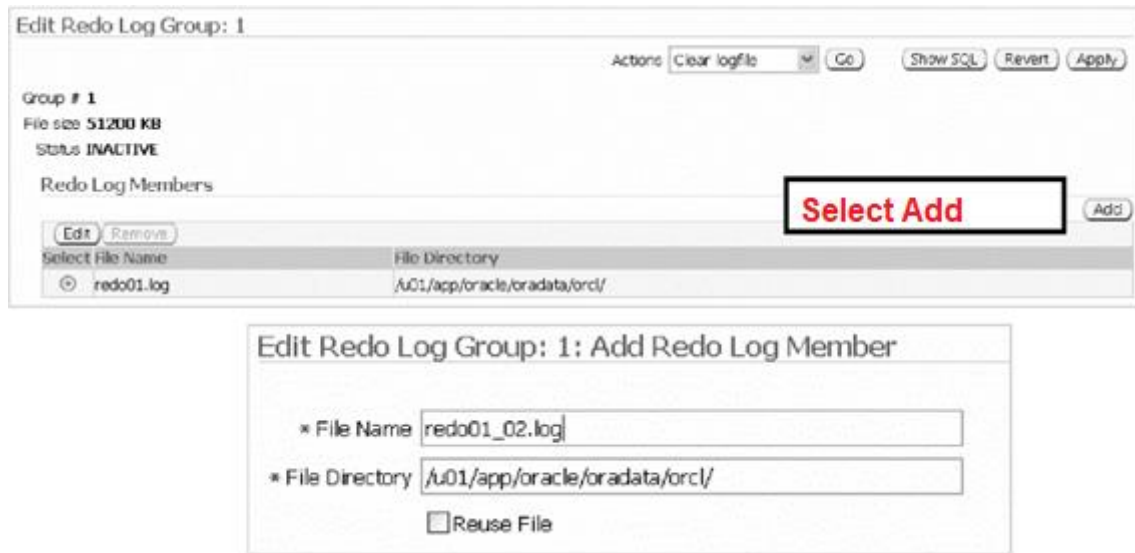 Edit Redo Log Group: 1
Actions Clear logfile Go Show SQL Revert Apply
Group # 1
File size 51200 KB
Status INACTIVE
Redo Log Members
Select Add
Add
Edit Remove
Select File Name File Directory
redo01.log /u01/app/oracle/oradata/orcl/
Edit Redo Log Group: 1: Add Redo Log Member
* File Name redo01_02.log
* File Directory /u01/app/oracle/oradata/orcl/
Reuse File